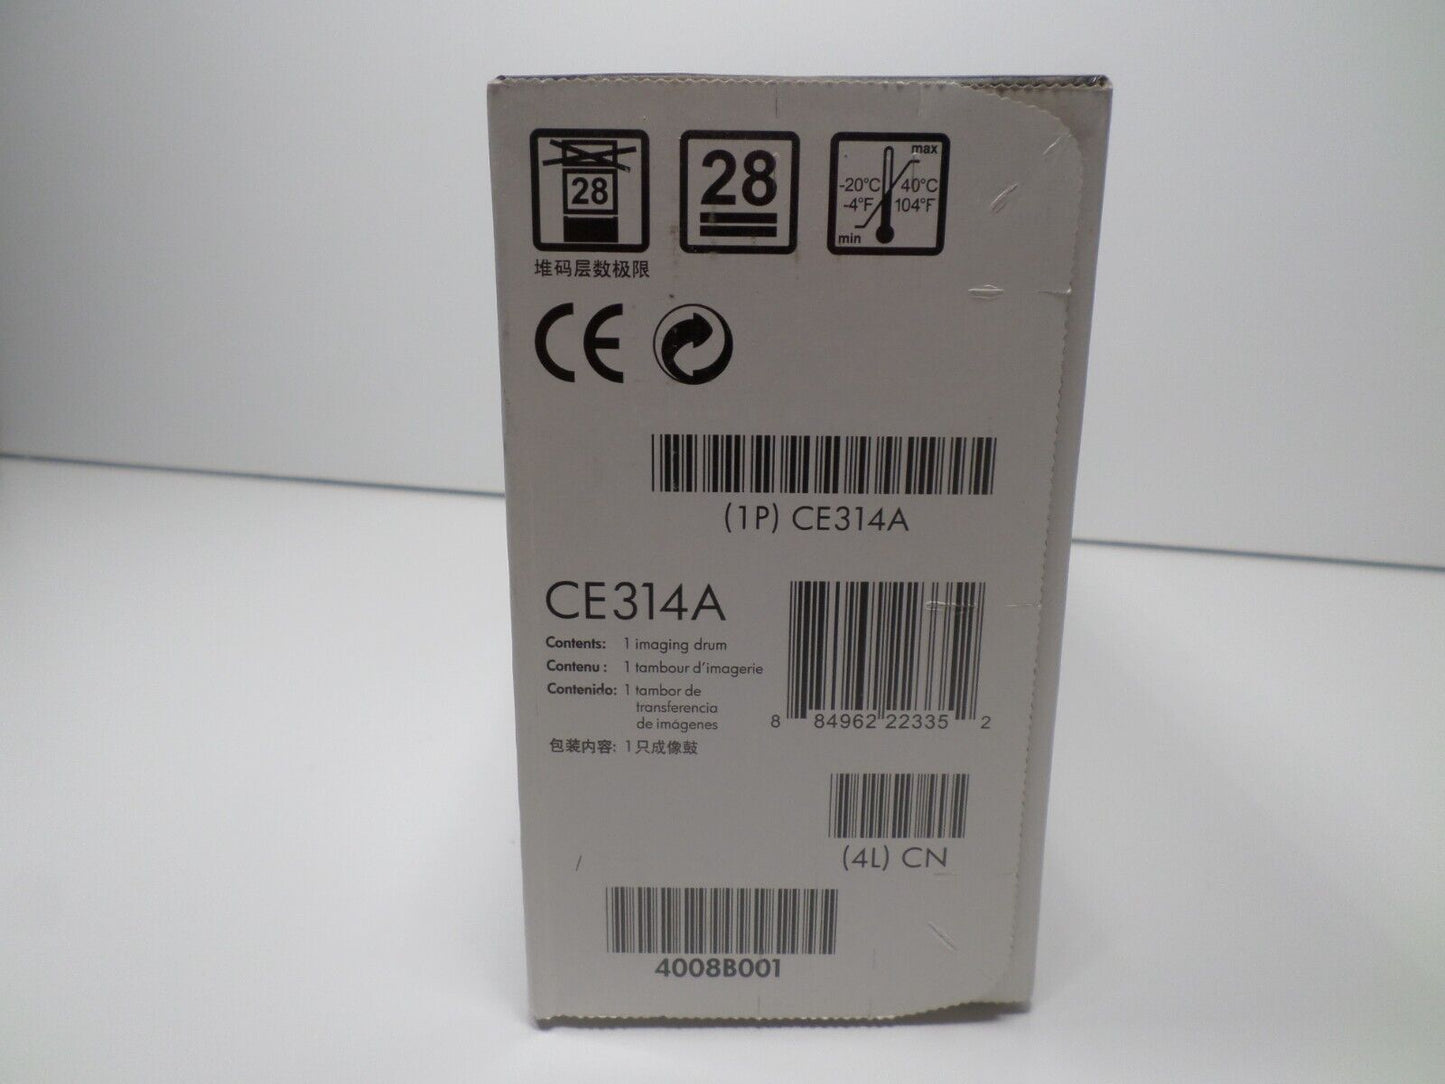 28
28
max
-20°C 40°C
-4°F 104°F
min
堆码层数极限
CE
(1P) CE314A
CE314A
Contents: 1 imaging drum
Contenu : 1 tambour d'imagerie
Contenido: 1 tambor de
transferencia
de imágenes
包装内容: 1 只成像鼓
8 84962 22335 2
(4L) CN
4008B001